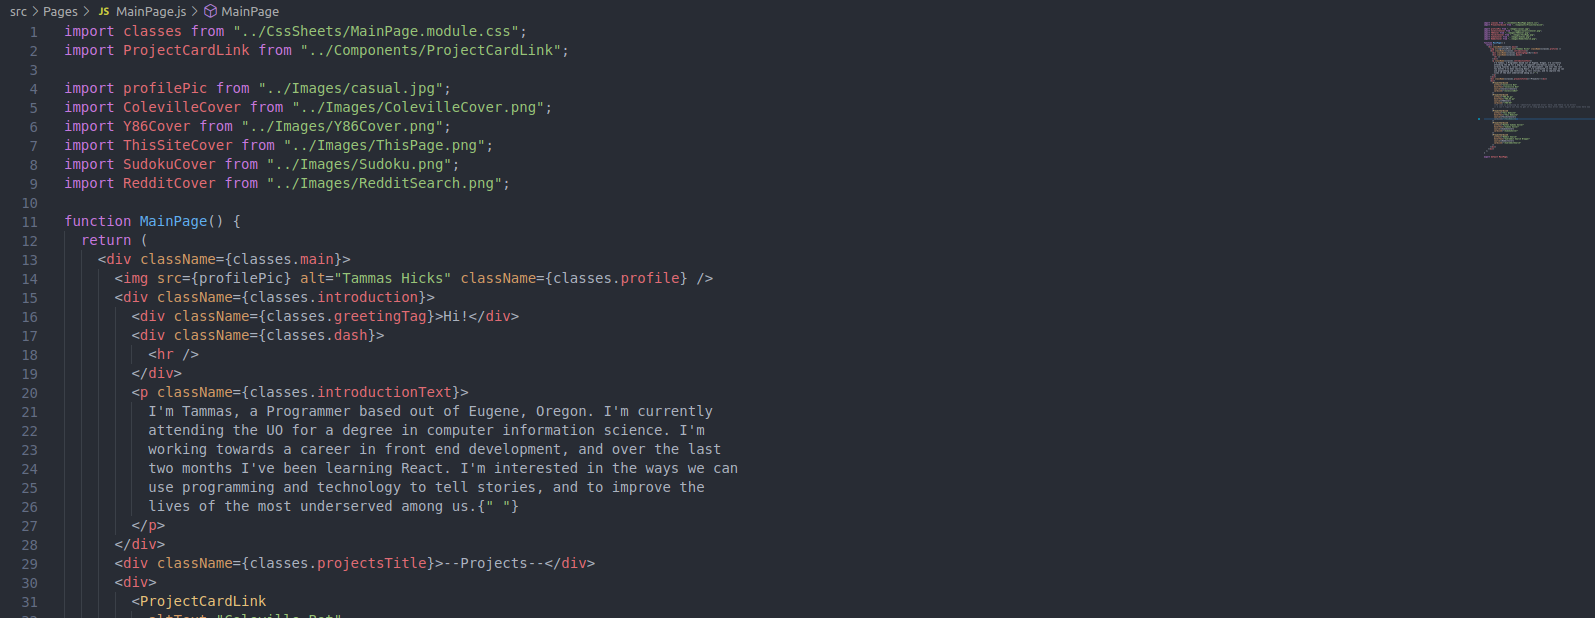 src > Pages > JS MainPage.js > MainPage
1 import classes from "../CssSheets/MainPage.module.css";
2 import ProjectCardLink from "../Components/ProjectCardLink";
3
4 import profilePic from "../Images/casual.jpg";
5 import ColevilleCover from "../Images/ColevilleCover.png";
6 import Y86Cover from "../Images/Y86Cover.png";
7 import ThisSiteCover from "../Images/ThisPage.png";
8 import SudokuCover from "../Images/Sudoku.png";
9 import RedditCover from "../Images/RedditSearch.png";
10
11 function MainPage() {
12   return (
13     <div className={classes.main}>
14       <img src={profilePic} alt="Tammas Hicks" className={classes.profile} />
15       <div className={classes.introduction}>
16         <div className={classes.greetingTag}>Hi!</div>
17         <div className={classes.dash}>
18           <hr />
19         </div>
20         <p className={classes.introductionText}>
21           I'm Tammas, a Programmer based out of Eugene, Oregon. I'm currently
22           attending the UO for a degree in computer information science. I'm
23           working towards a career in front end development, and over the last
24           two months I've been learning React. I'm interested in the ways we can
25           use programming and technology to tell stories, and to improve the
26           lives of the most underserved among us.{" "}
27         </p>
28       </div>
29       <div className={classes.projectsTitle}>--Projects--</div>
30       <div>
31         <ProjectCardLink